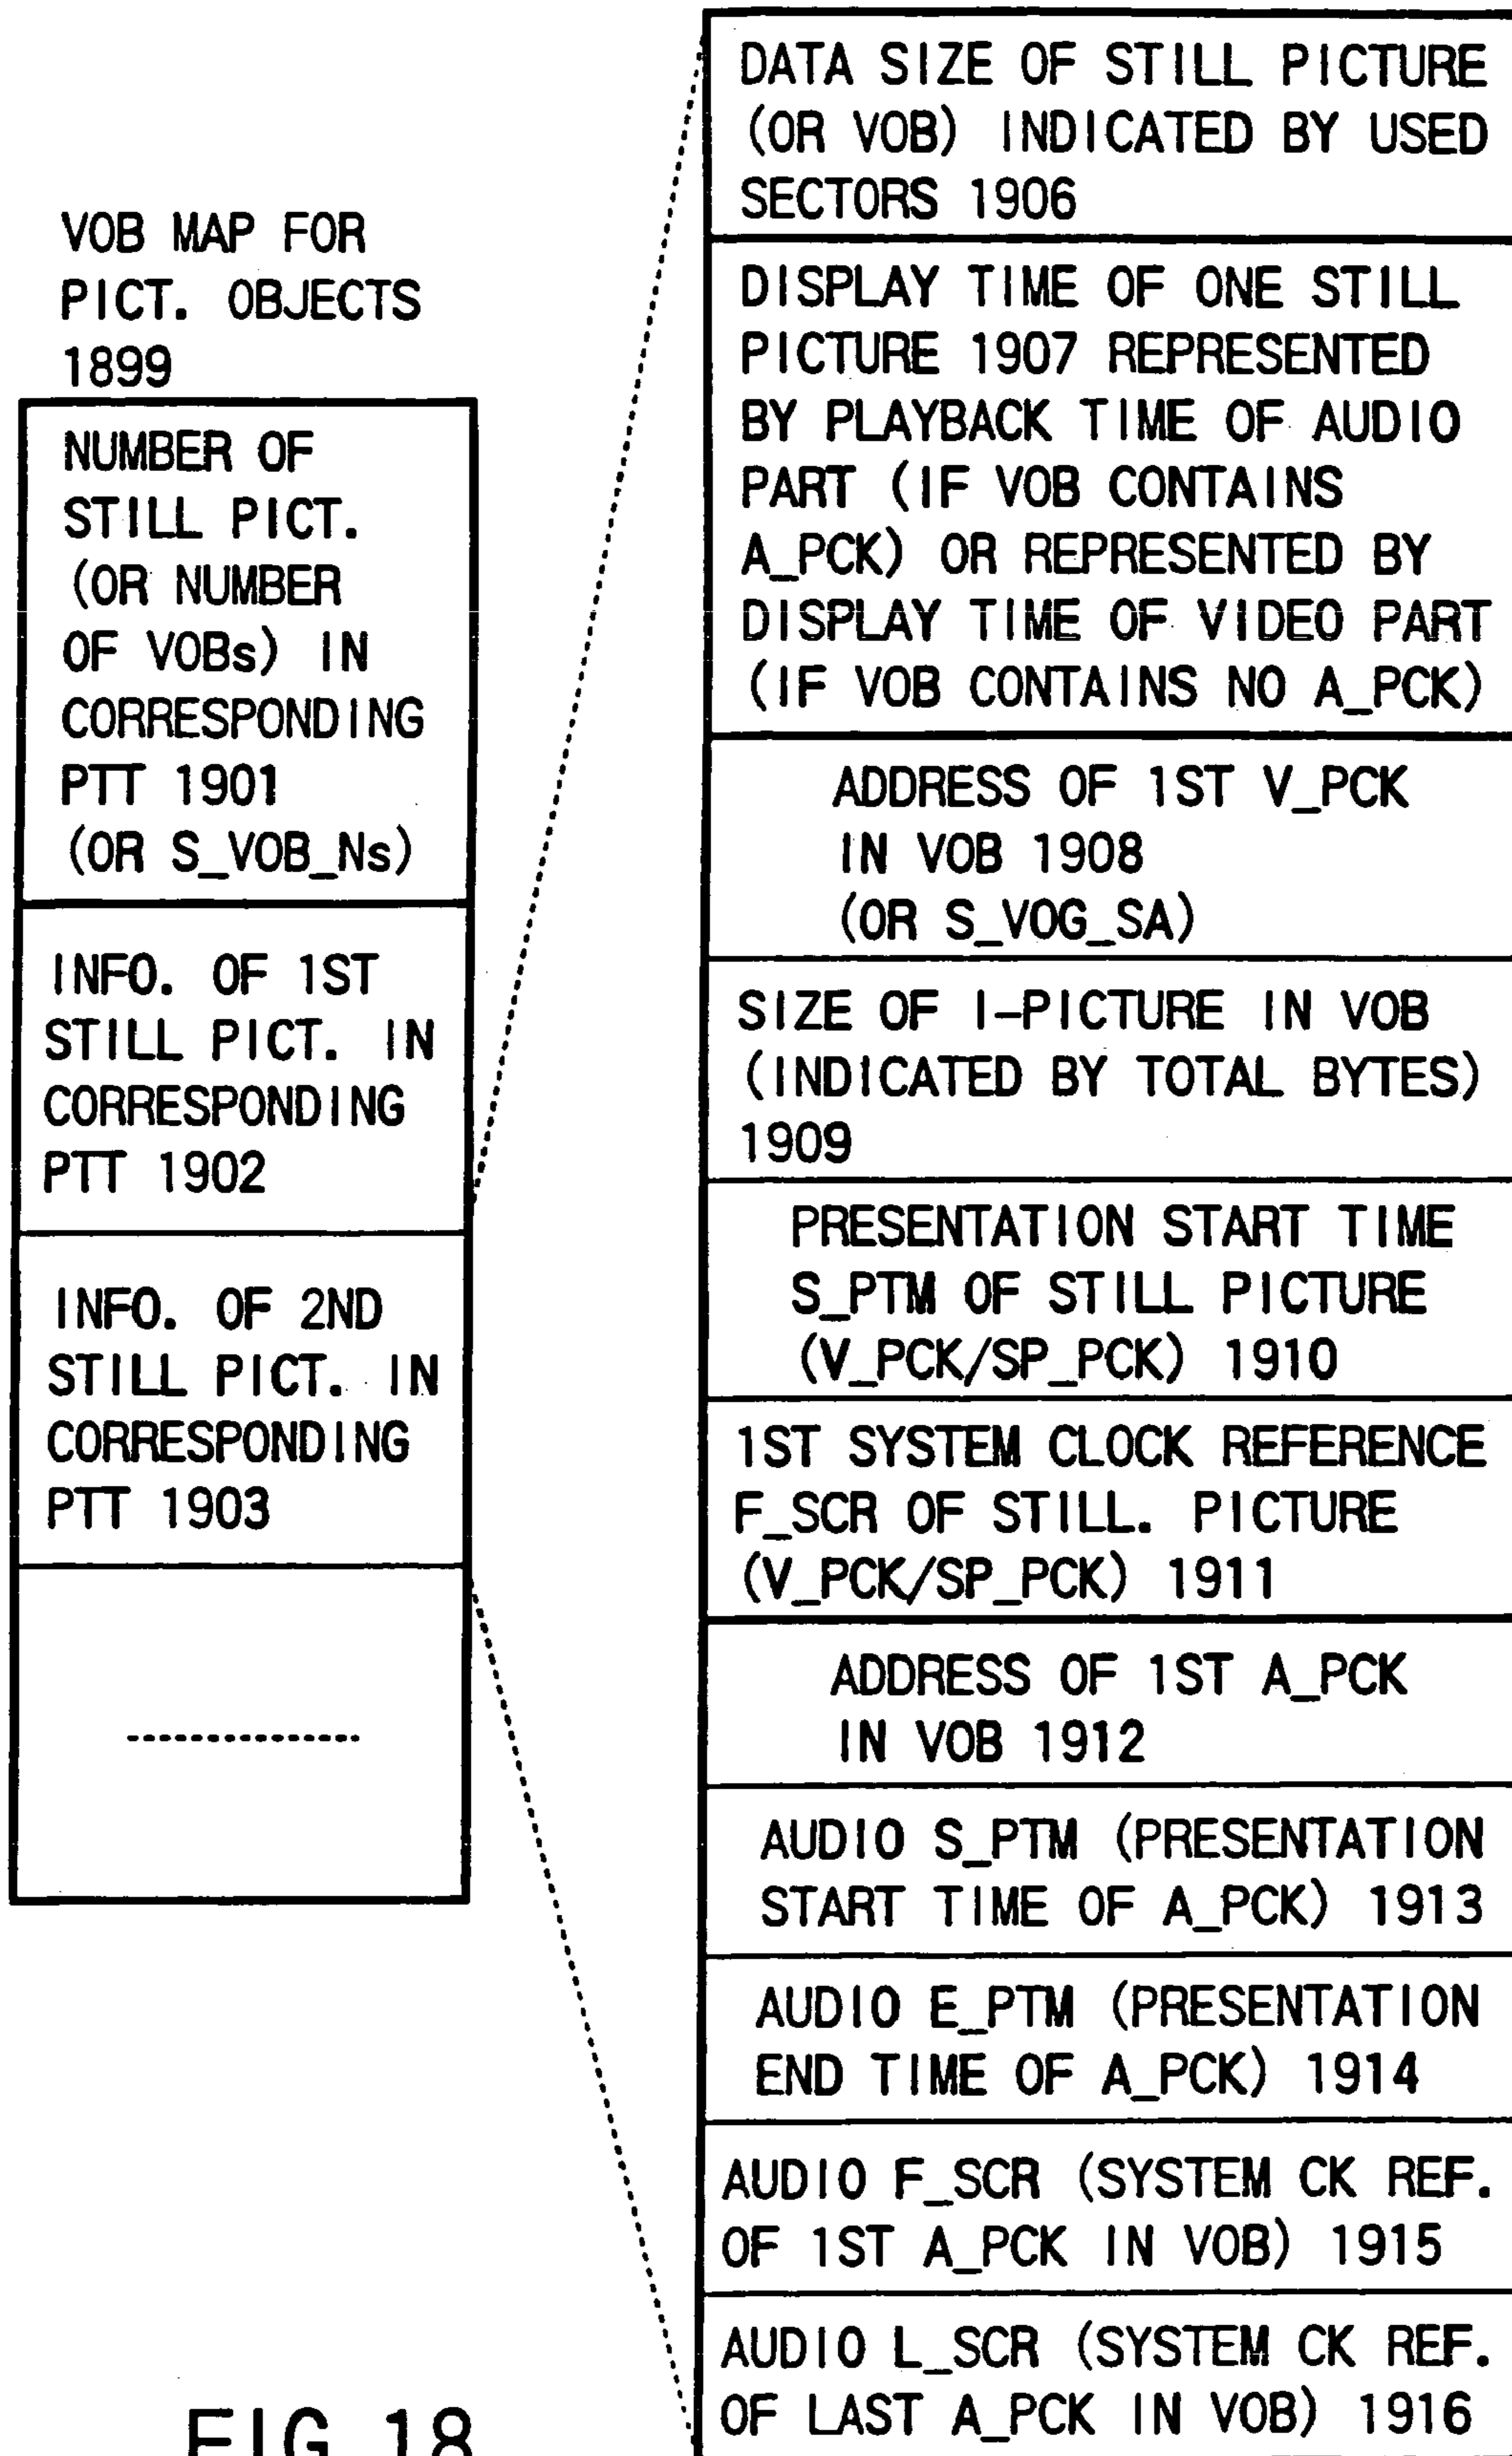 VOB MAP FOR
PICT. OBJECTS
1899
NUMBER OF
STILL PICT.
(OR NUMBER
OF VOBs) IN
CORRESPONDING
PTT 1901
(OR S_VOB_Ns)
INFO. OF 1ST
STILL PICT. IN
CORRESPONDING
PTT 1902
INFO. OF 2ND
STILL PICT. IN
CORRESPONDING
PTT 1903
DATA SIZE OF STILL PICTURE
(OR VOB) INDICATED BY USED
SECTORS 1906
DISPLAY TIME OF ONE STILL
PICTURE 1907 REPRESENTED
BY PLAYBACK TIME OF AUDIO
PART (IF VOB CONTAINS
A_PCK) OR REPRESENTED BY
DISPLAY TIME OF VIDEO PART
(IF VOB CONTAINS NO A_PCK)
ADDRESS OF 1ST V_PCK
IN VOB 1908
(OR S_VOG_SA)
SIZE OF I-PICTURE IN VOB
(INDICATED BY TOTAL BYTES)
1909
PRESENTATION START TIME
S_PTM OF STILL PICTURE
(V_PCK/SP_PCK) 1910
1ST SYSTEM CLOCK REFERENCE
F_SCR OF STILL. PICTURE
(V_PCK/SP_PCK) 1911
ADDRESS OF 1ST A_PCK
IN VOB 1912
AUDIO S_PTM (PRESENTATION
START TIME OF A_PCK) 1913
AUDIO E_PTM (PRESENTATION
END TIME OF A_PCK) 1914
AUDIO F_SCR (SYSTEM CK REF.
OF 1ST A_PCK IN VOB) 1915
AUDIO L_SCR (SYSTEM CK REF.
OF LAST A_PCK IN VOB) 1916
FIG. 18